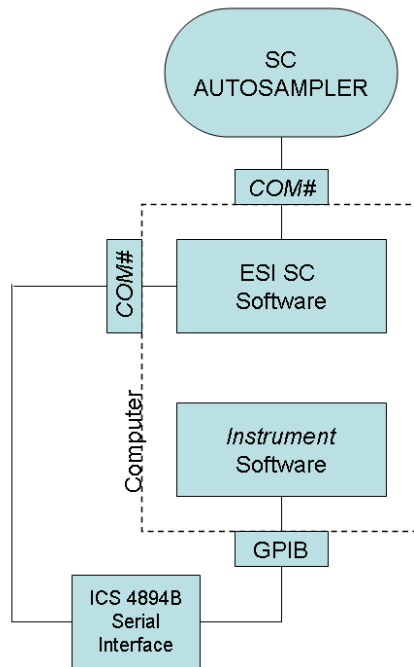 SC
AUTOSAMPLER
COM#
COM#
ESI SC
Software
Computer
Instrument
Software
GPIB
ICS 4894B
Serial
Interface